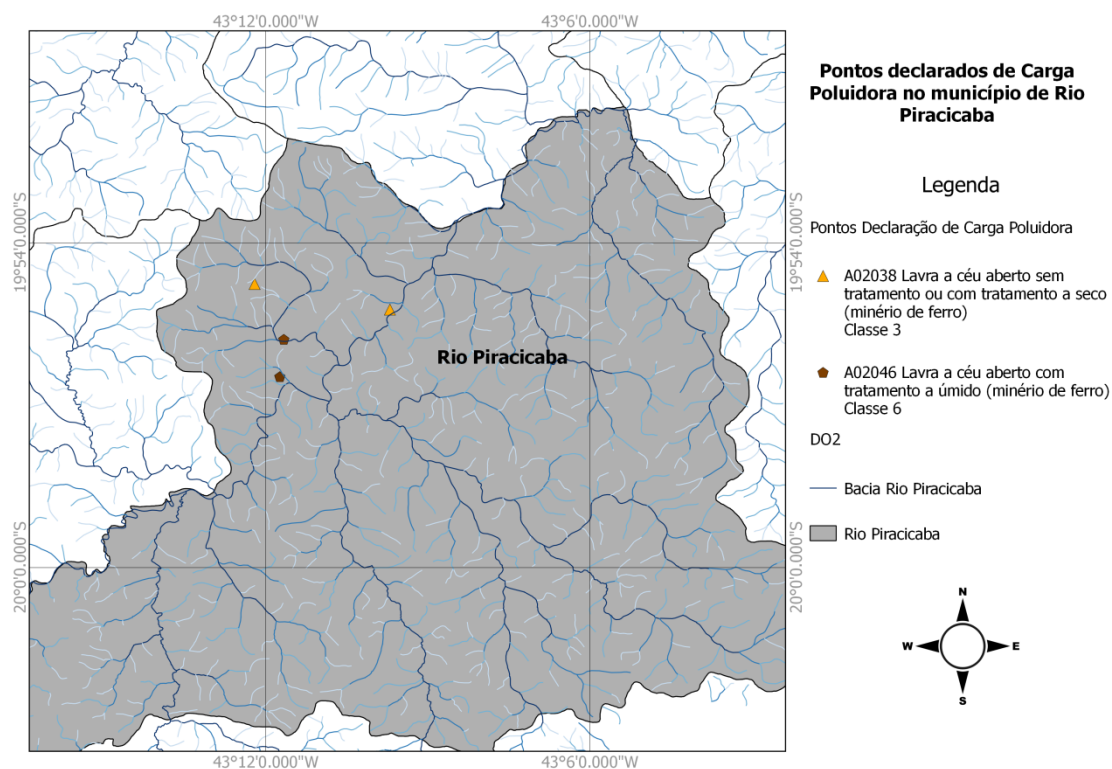 43°12'0.000"W
43°6'0.000"W
Pontos declarados de Carga
Poluidora no município de Rio
Piracicaba
Legenda
19°54'0.000"S
19°54'0.000"S
Pontos Declaração de Carga Poluidora
A02038 Lavra a céu aberto sem
tratamento ou com tratamento a seco
(minério de ferro)
Classe 3
Rio Piracicaba
A02046 Lavra a céu aberto com
tratamento a úmido (minério de ferro)
Classe 6
DO2
Bacia Rio Piracicaba
Rio Piracicaba
20°0'0.000"S
20°0'0.000"S
N
W
E
S
43°12'0.000"W
43°6'0.000"W